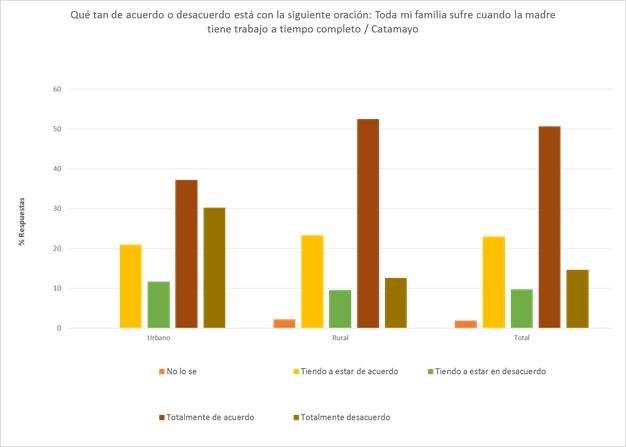 Qué tan de acuerdo o desacuerdo está con la siguiente oración: Toda mi familia sufre cuando la madre
tiene trabajo a tiempo completo / Catamayo
60
50
40
30
20
10
0
% Respuestas
Urbano
Rural
Total
No lo se
Tiendo a estar de acuerdo
Tiendo a estar en desacuerdo
Totalmente de acuerdo
Totalmente desacuerdo